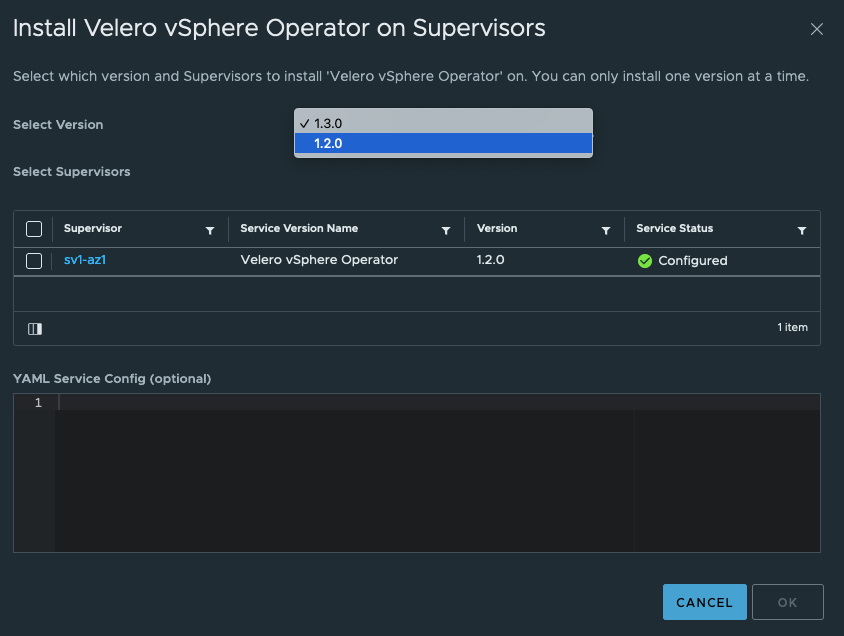 Install Velero vSphere Operator on Supervisors
Select which version and Supervisors to install 'Velero vSphere Operator' on. You can only install one version at a time.
Select Version
✓ 1.3.0
1.2.0
Select Supervisors
Supervisor Service Version Name Version Service Status
sv1-az1 Velero vSphere Operator 1.2.0 Configured
1 item
YAML Service Config (optional)
1
CANCEL OK